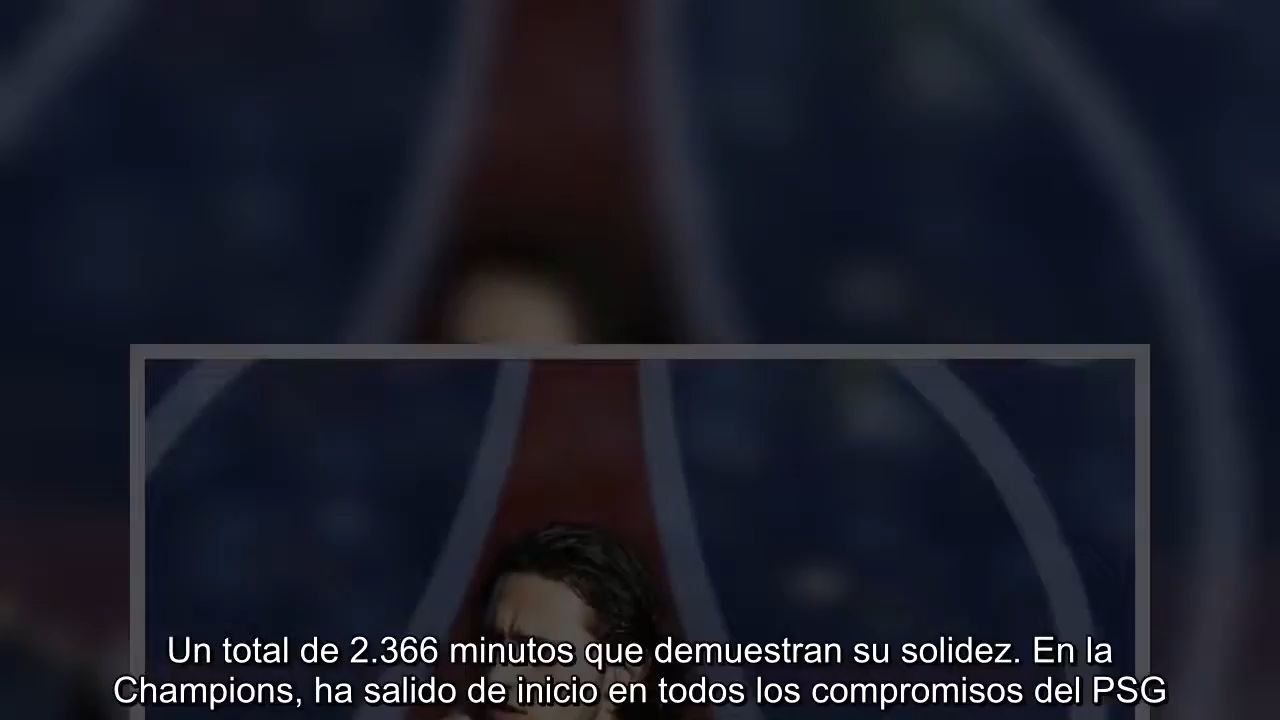 Un total de 2.366 minutos que demuestran su solidez. En la
Champions, ha salido de inicio en todos los compromisos del PSG